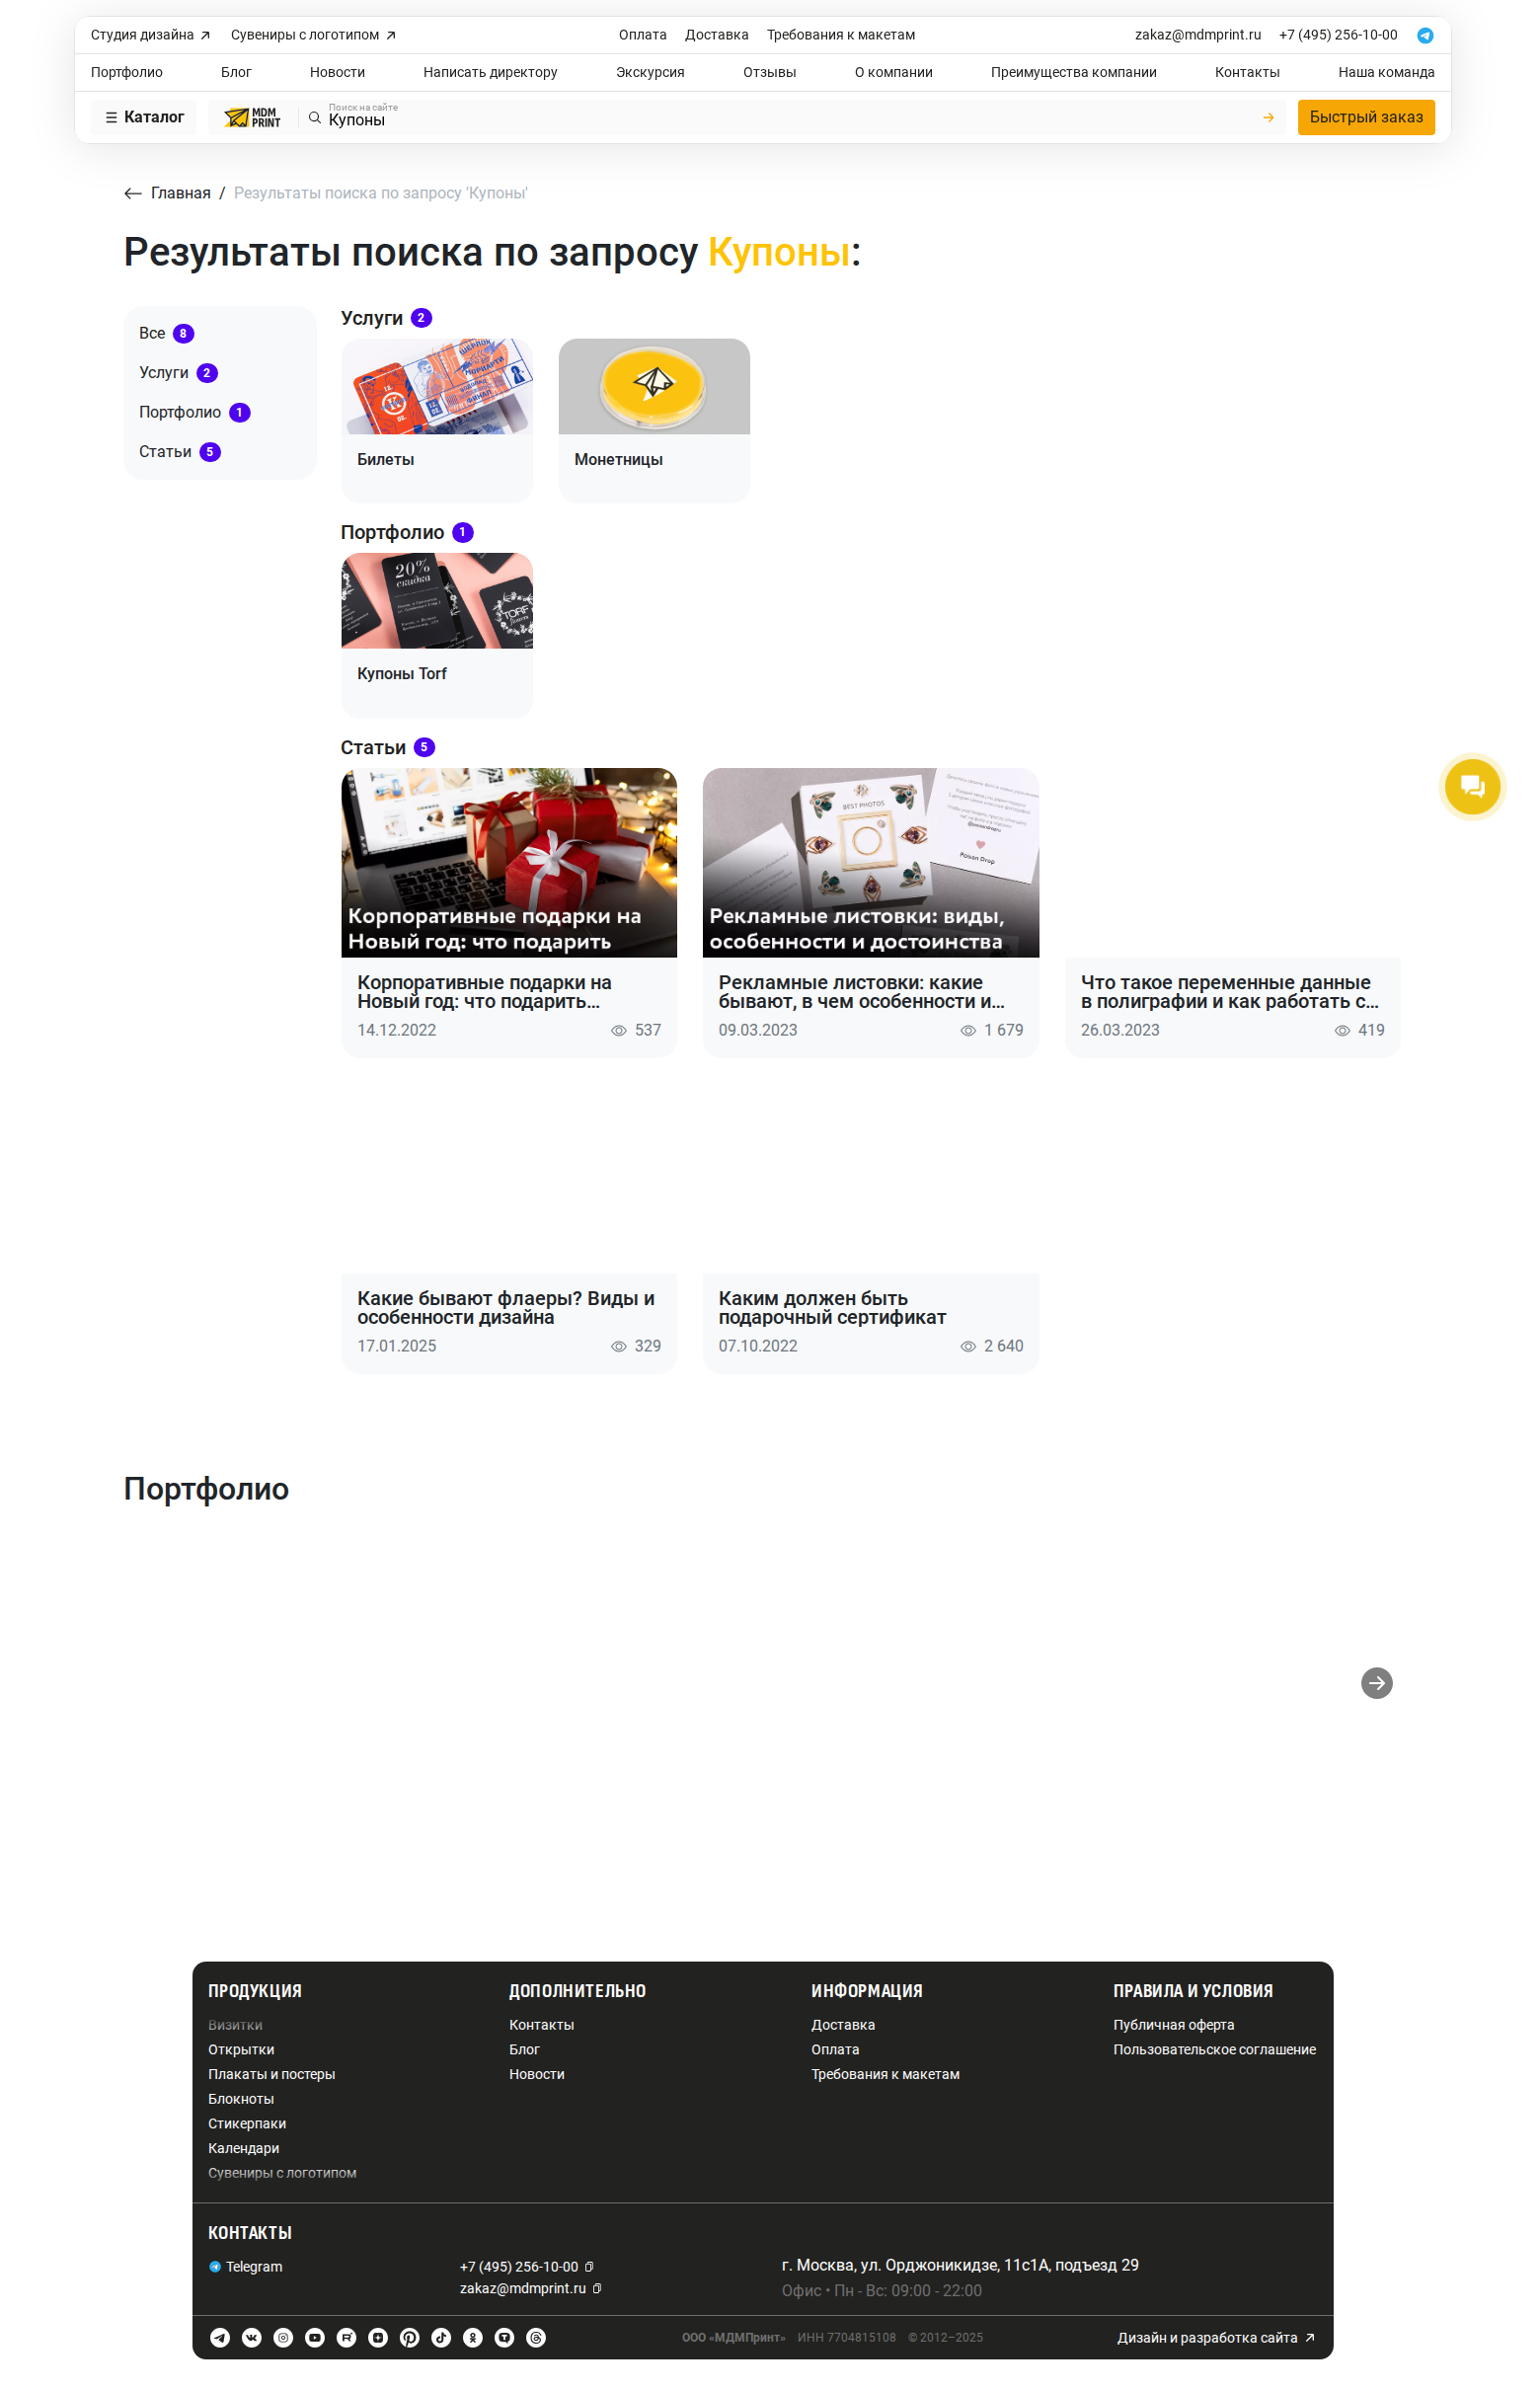 Студия дизайна
Сувениры с логотипом
Оплата
Доставка
Требования к макетам
zakaz@mdmprint.ru
+7 (495) 256-10-00
Портфолио
Блог
Новости
Написать директору
Экскурсия
Отзывы
О компании
Преимущества компании
Контакты
Наша команда
Каталог
MDM
PRINT
Поиск на сайте
Купоны
Быстрый заказ
Главная / Результаты поиска по запросу 'Купоны'
Результаты поиска по запросу Купоны:
Все 8
Услуги 2
Портфолио 1
Статьи 5
Услуги 2
ШЕРЛОК
МОРИАРТИ
ФИНАЛ
Билеты
Монетницы
Портфолио 1
20%
скидка
TORF
Купоны Torf
Статьи 5
Корпоративные подарки на
Новый год: что подарить
Корпоративные подарки на
Новый год: что подарить...
14.12.2022
537
BEST PHOTOS
Poison Drop
Рекламные листовки: виды,
особенности и достоинства
Рекламные листовки: какие
бывают, в чем особенности и...
09.03.2023
1 679
Что такое переменные данные
в полиграфии и как работать с...
26.03.2023
419
Какие бывают флаеры? Виды и
особенности дизайна
17.01.2025
329
Каким должен быть
подарочный сертификат
07.10.2022
2 640
Портфолио
ПРОДУКЦИЯ
Визитки
Открытки
Плакаты и постеры
Блокноты
Стикерпаки
Календари
Сувениры с логотипом
ДОПОЛНИТЕЛЬНО
Контакты
Блог
Новости
ИНФОРМАЦИЯ
Доставка
Оплата
Требования к макетам
ПРАВИЛА И УСЛОВИЯ
Публичная оферта
Пользовательское соглашение
КОНТАКТЫ
Telegram
+7 (495) 256-10-00
zakaz@mdmprint.ru
г. Москва, ул. Орджоникидзе, 11с1А, подъезд 29
Офис • Пн - Вс: 09:00 - 22:00
ООО «МДМПринт» ИНН 7704815108 © 2012–2025
Дизайн и разработка сайта